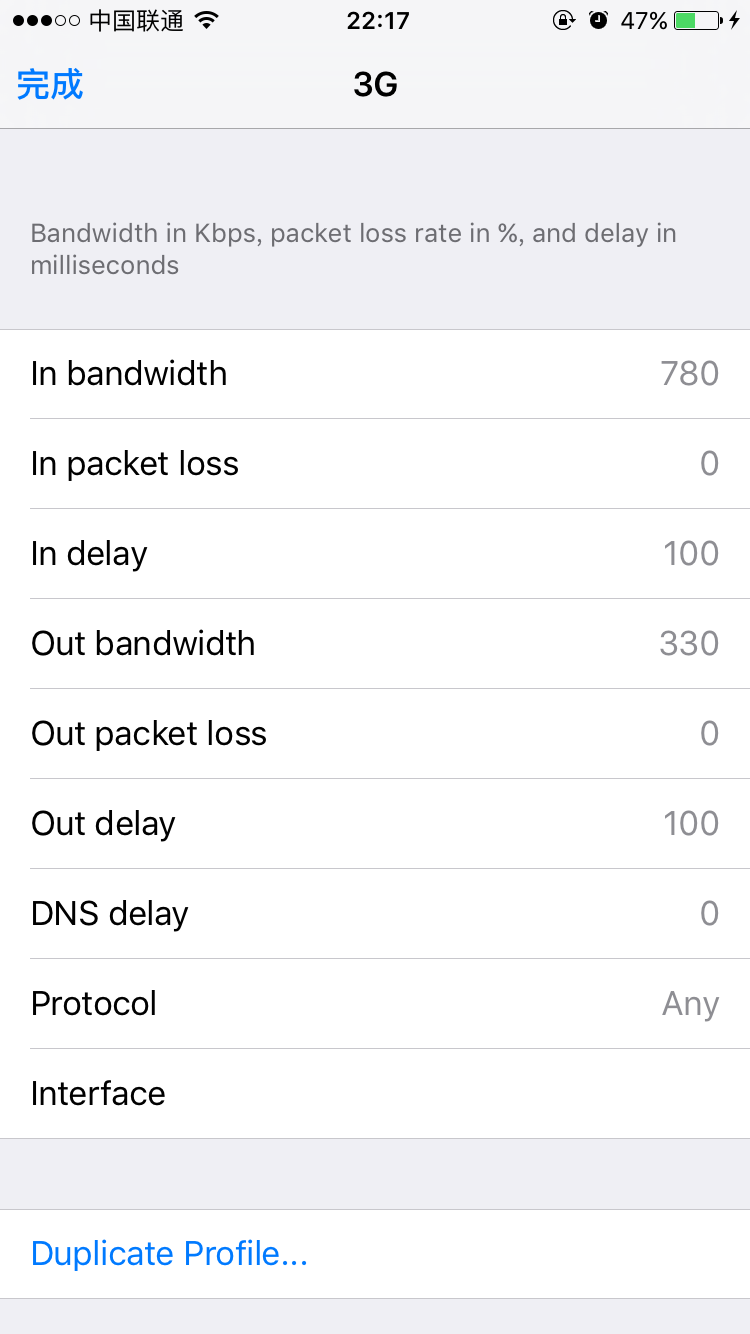 中国联通 22:17 47%
完成 3G
Bandwidth in Kbps, packet loss rate in %, and delay in
milliseconds
In bandwidth 780
In packet loss 0
In delay 100
Out bandwidth 330
Out packet loss 0
Out delay 100
DNS delay 0
Protocol Any
Interface
Duplicate Profile...